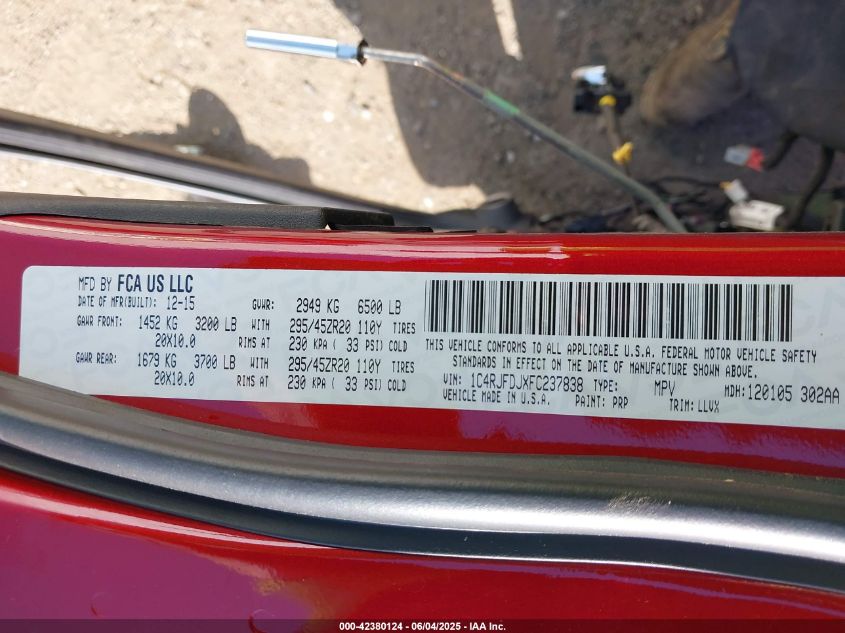 MFD BY FCA US LLC
DATE OF MFR(BUILT): 12-15 GVWR: 2949 KG 6500 LB
GAWR FRONT: 1452 KG 3200 LB WITH 295/45ZR20 110Y TIRES
20X10.0 RIMS AT 230 KPA ( 33 PSI) COLD
GAWR REAR: 1679 KG 3700 LB WITH 295/45ZR20 110Y TIRES
20X10.0 RIMS AT 230 KPA ( 33 PSI) COLD
THIS VEHICLE CONFORMS TO ALL APPLICABLE U.S.A. FEDERAL MOTOR VEHICLE SAFETY
STANDARDS IN EFFECT ON THE DATE OF MANUFACTURE SHOWN ABOVE.
VIN: 1C4RJFDJXFC237838 TYPE: MPV MDH:120105 302AA
VEHICLE MADE IN U.S.A. PAINT: PRP TRIM:LLVX
000-42380124 - 06/04/2025 - IAA Inc.